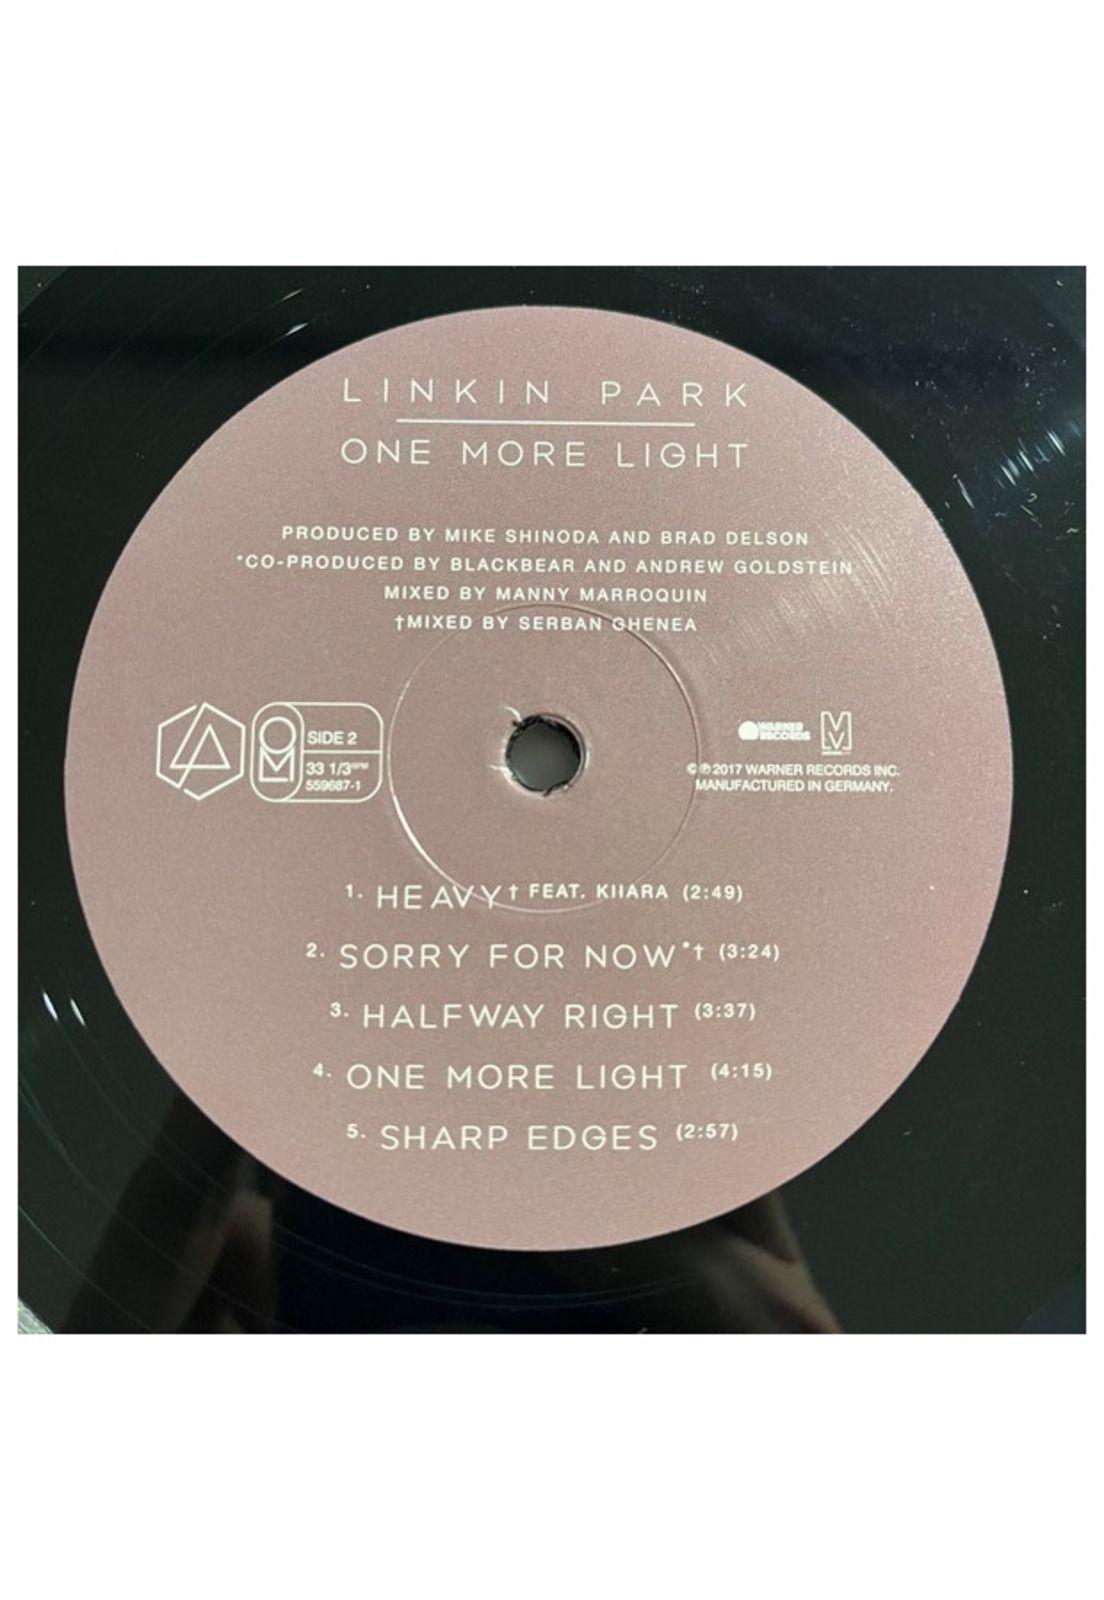 LINKIN PARK
ONE MORE LIGHT
PRODUCED BY MIKE SHINODA AND BRAD DELSON
*CO-PRODUCED BY BLACKBEAR AND ANDREW GOLDSTEIN
MIXED BY MANNY MARROQUIN
†MIXED BY SERBAN GHENEA
SIDE 2
33 1/3RPM
559687-1
WARNER
RECORDS
© ℗ 2017 WARNER RECORDS INC.
MANUFACTURED IN GERMANY.
1. HEAVY† FEAT. KIIARA (2:49)
2. SORRY FOR NOW*† (3:24)
3. HALFWAY RIGHT (3:37)
4. ONE MORE LIGHT (4:15)
5. SHARP EDGES (2:57)